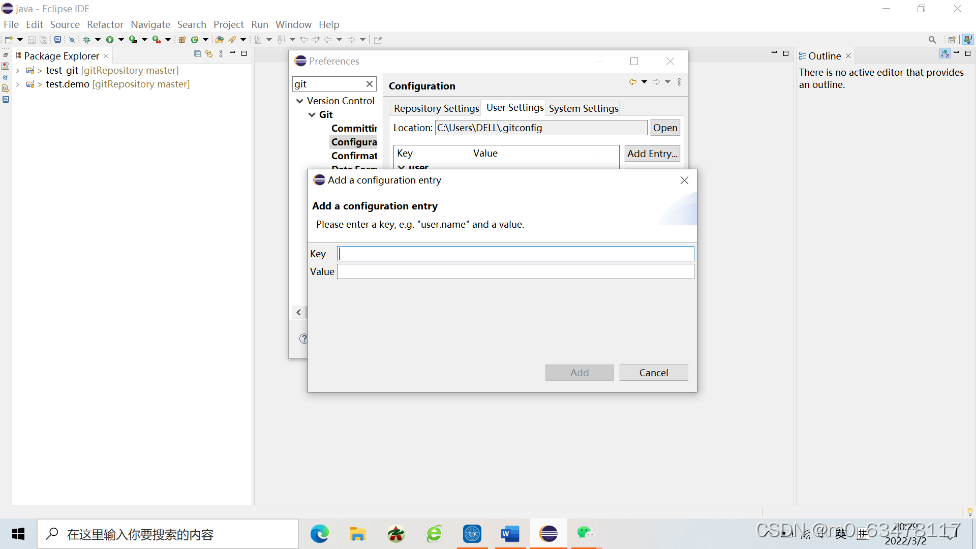 java - Eclipse IDE
File Edit Source Refactor Navigate Search Project Run Window Help
Package Explorer
test git [gitRepository master]
test.demo [gitRepository master]
Preferences
git
Version Control
Git
Committin
Configura
Confirmat
Configuration
Repository Settings User Settings System Settings
Location: C:\Users\DELL\.gitconfig Open
Key Value Add Entry...
user
Add a configuration entry
Add a configuration entry
Please enter a key, e.g. "user.name" and a value.
Key
Value
Add Cancel
Outline
There is no active editor that provides
an outline.
在这里输入你要搜索的内容
英
20:29
2022/3/2
CSDN @m0_63478117